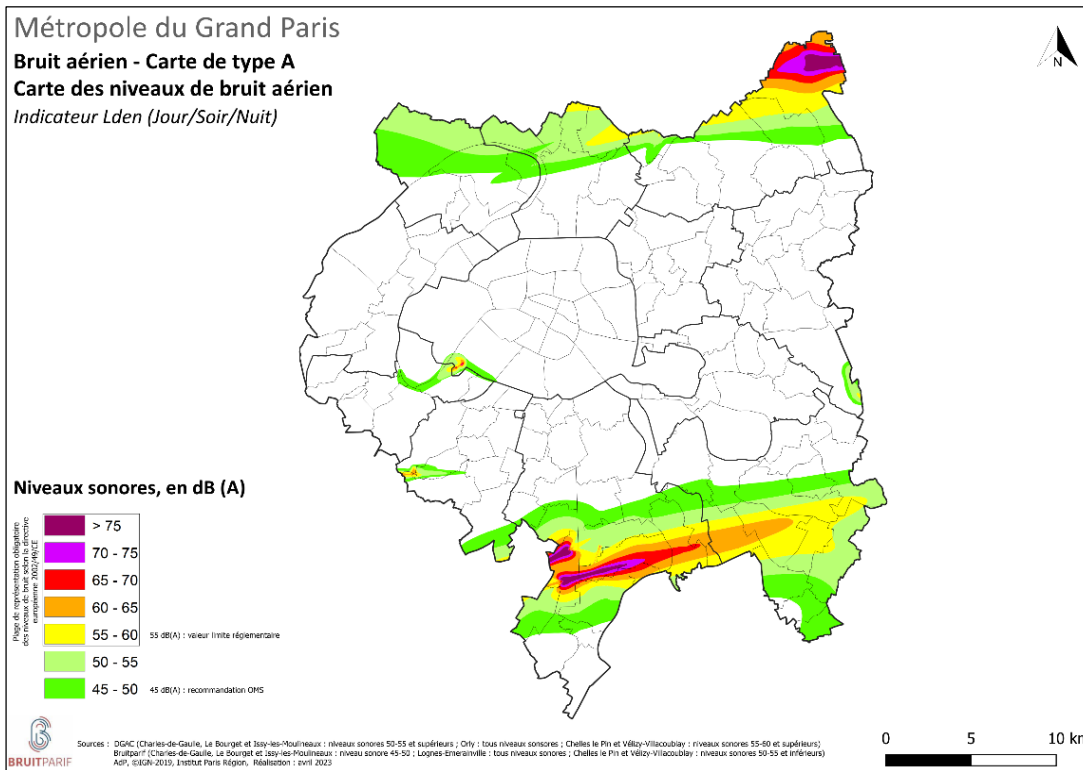 Métropole du Grand Paris
Bruit aérien - Carte de type A
Carte des niveaux de bruit aérien
Indicateur Lden (Jour/Soir/Nuit)
N
Niveaux sonores, en dB (A)
Plage de représentation obligatoire
des niveaux de bruit selon la directive
européenne 2002/49/CE
> 75
70 - 75
65 - 70
60 - 65
55 - 60 55 dB(A) : valeur limite réglementaire
50 - 55
45 - 50 45 dB(A) : recommandation OMS
BRUITPARIF
Sources : DGAC (Charles-de-Gaulle, Le Bourget et Issy-les-Moulineaux : niveaux sonores 50-55 et supérieurs ; Orly : tous niveaux sonsores ; Chelles le Pin et Vélizy-Villacoublay : niveaux sonores 55-60 et supérieurs)
Bruitparif (Charles-de-Gaulle, Le Bourget et Issy-les-Moulineaux : niveau sonore 45-50 ; Lognes-Emerainville : tous niveaux sonores ; Chelles le Pin et Vélizy-Villacoublay : niveaux sonores 50-55 et inférieurs)
AdP, ©IGN-2019, Institut Paris Région, Réalisation : avril 2023
0 5 10 km